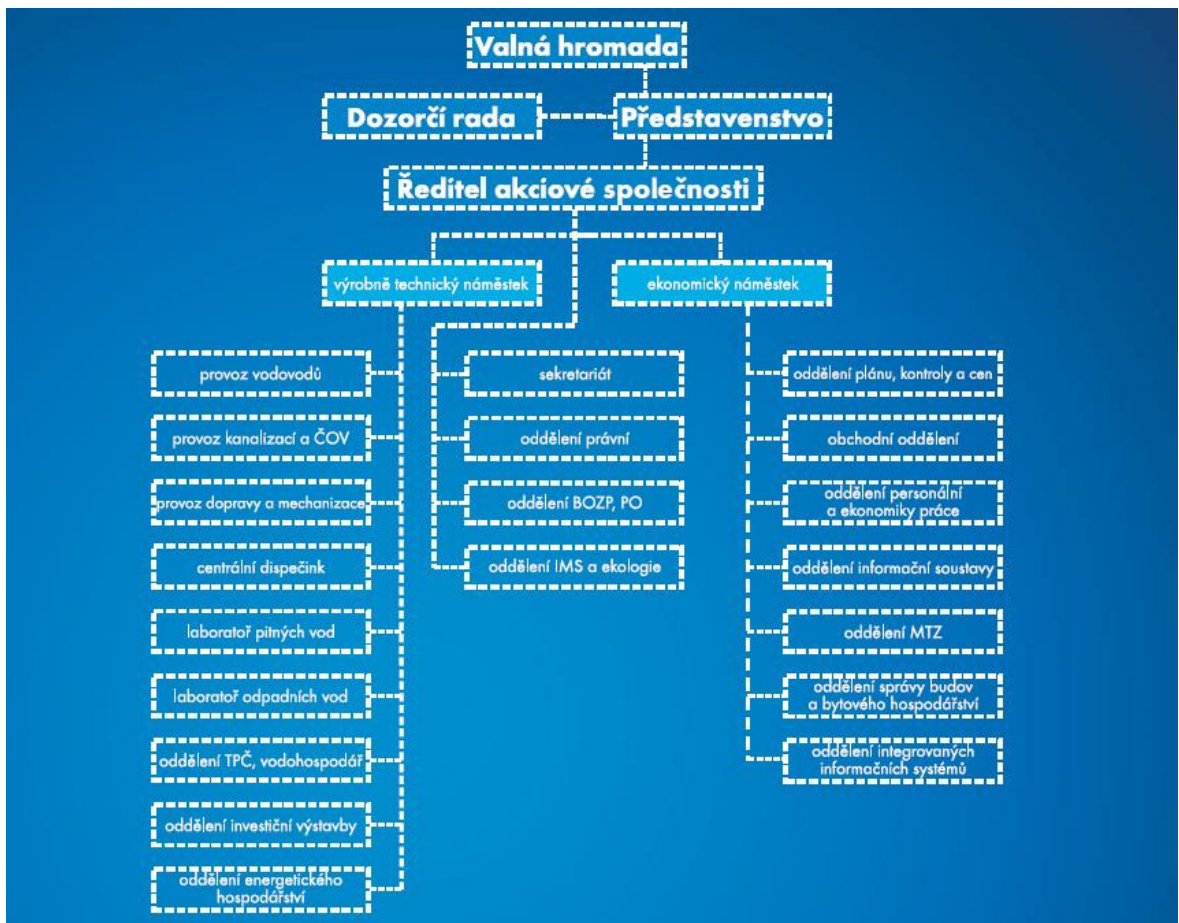 Valná hromada
Dozorčí rada
Představenstvo
Ředitel akciové společnosti
výrobně technický náměstek
ekonomický náměstek
provoz vodovodů
provoz kanalizací a ČOV
provoz dopravy a mechanizace
centrální dispečink
laboratoř pitných vod
laboratoř odpadních vod
oddělení TPČ, vodohospodář
oddělení investiční výstavby
oddělení energetického
hospodářství
sekretariát
oddělení právní
oddělení BOZP, PO
oddělení IMS a ekologie
oddělení plánu, kontroly a cen
obchodní oddělení
oddělení personální
a ekonomiky práce
oddělení informační soustavy
oddělení MTZ
oddělení správy budov
a bytového hospodářství
oddělení integrovaných
informačních systémů